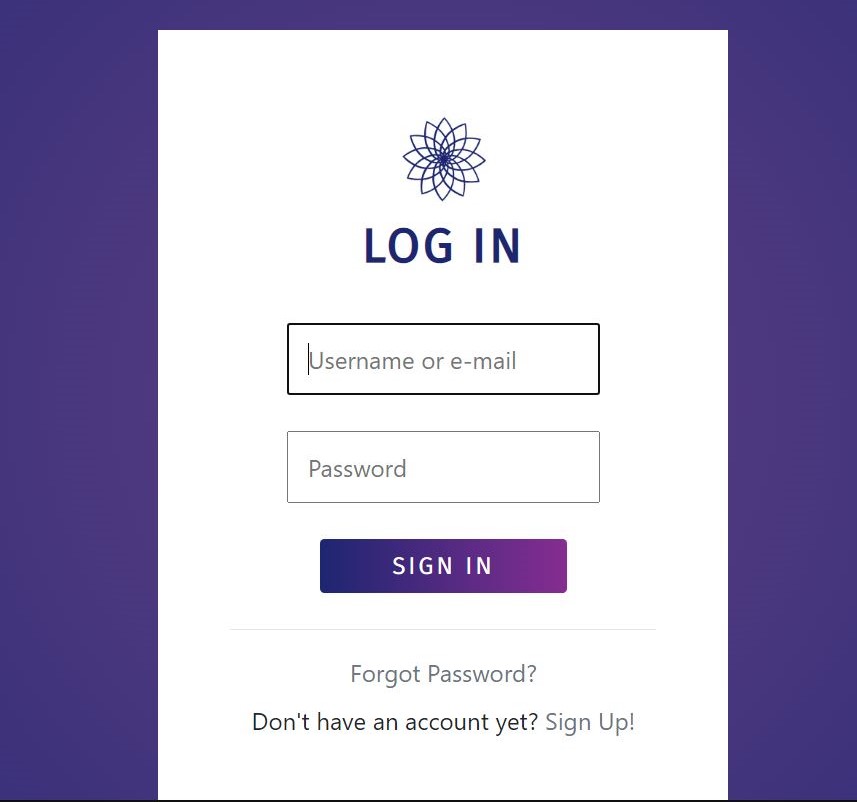 LOG IN
Username or e-mail
Password
SIGN IN
Forgot Password?
Don't have an account yet? Sign Up!